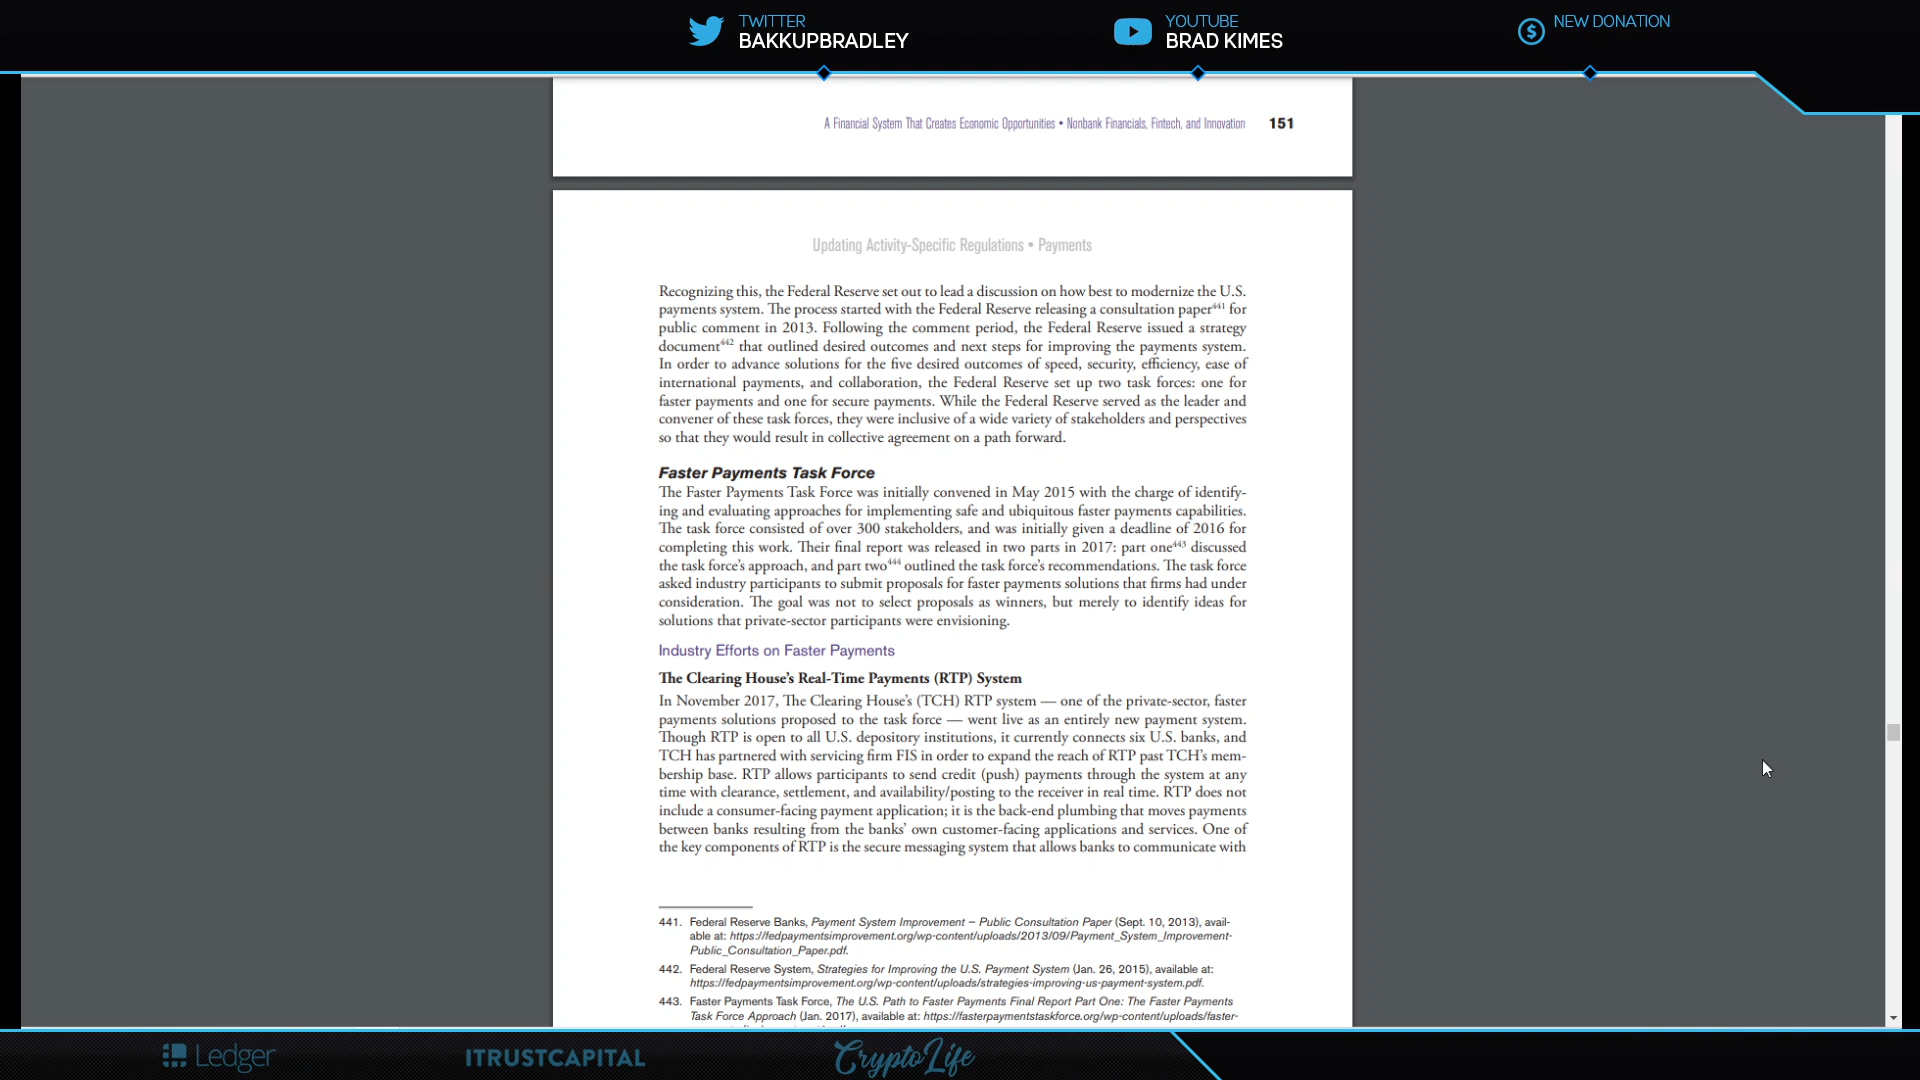 TWITTER
BAKKUPBRADLEY
YOUTUBE
BRAD KIMES
NEW DONATION
A Financial System That Creates Economic Opportunities • Nonbank Financials, Fintech, and Innovation 151
Updating Activity-Specific Regulations • Payments
Recognizing this, the Federal Reserve set out to lead a discussion on how best to modernize the U.S.
payments system. The process started with the Federal Reserve releasing a consultation paper441 for
public comment in 2013. Following the comment period, the Federal Reserve issued a strategy
document442 that outlined desired outcomes and next steps for improving the payments system.
In order to advance solutions for the five desired outcomes of speed, security, efficiency, ease of
international payments, and collaboration, the Federal Reserve set up two task forces: one for
faster payments and one for secure payments. While the Federal Reserve served as the leader and
convener of these task forces, they were inclusive of a wide variety of stakeholders and perspectives
so that they would result in collective agreement on a path forward.
Faster Payments Task Force
The Faster Payments Task Force was initially convened in May 2015 with the charge of identify-
ing and evaluating approaches for implementing safe and ubiquitous faster payments capabilities.
The task force consisted of over 300 stakeholders, and was initially given a deadline of 2016 for
completing this work. Their final report was released in two parts in 2017: part one443 discussed
the task force's approach, and part two444 outlined the task force's recommendations. The task force
asked industry participants to submit proposals for faster payments solutions that firms had under
consideration. The goal was not to select proposals as winners, but merely to identify ideas for
solutions that private-sector participants were envisioning.
Industry Efforts on Faster Payments
The Clearing House's Real-Time Payments (RTP) System
In November 2017, The Clearing House's (TCH) RTP system — one of the private-sector, faster
payments solutions proposed to the task force — went live as an entirely new payment system.
Though RTP is open to all U.S. depository institutions, it currently connects six U.S. banks, and
TCH has partnered with servicing firm FIS in order to expand the reach of RTP past TCH's mem-
bership base. RTP allows participants to send credit (push) payments through the system at any
time with clearance, settlement, and availability/posting to the receiver in real time. RTP does not
include a consumer-facing payment application; it is the back-end plumbing that moves payments
between banks resulting from the banks' own customer-facing applications and services. One of
the key components of RTP is the secure messaging system that allows banks to communicate with
441. Federal Reserve Banks, Payment System Improvement – Public Consultation Paper (Sept. 10, 2013), avail-
able at: https://fedpaymentsimprovement.org/wp-content/uploads/2013/09/Payment_System_Improvement-
Public_Consultation_Paper.pdf.
442. Federal Reserve System, Strategies for Improving the U.S. Payment System (Jan. 26, 2015), available at:
https://fedpaymentsimprovement.org/wp-content/uploads/strategies-improving-us-payment-system.pdf.
443. Faster Payments Task Force, The U.S. Path to Faster Payments Final Report Part One: The Faster Payments
Task Force Approach (Jan. 2017), available at: https://fasterpaymentstaskforce.org/wp-content/uploads/faster-
Ledger
ITRUSTCAPITAL
CryptoLife